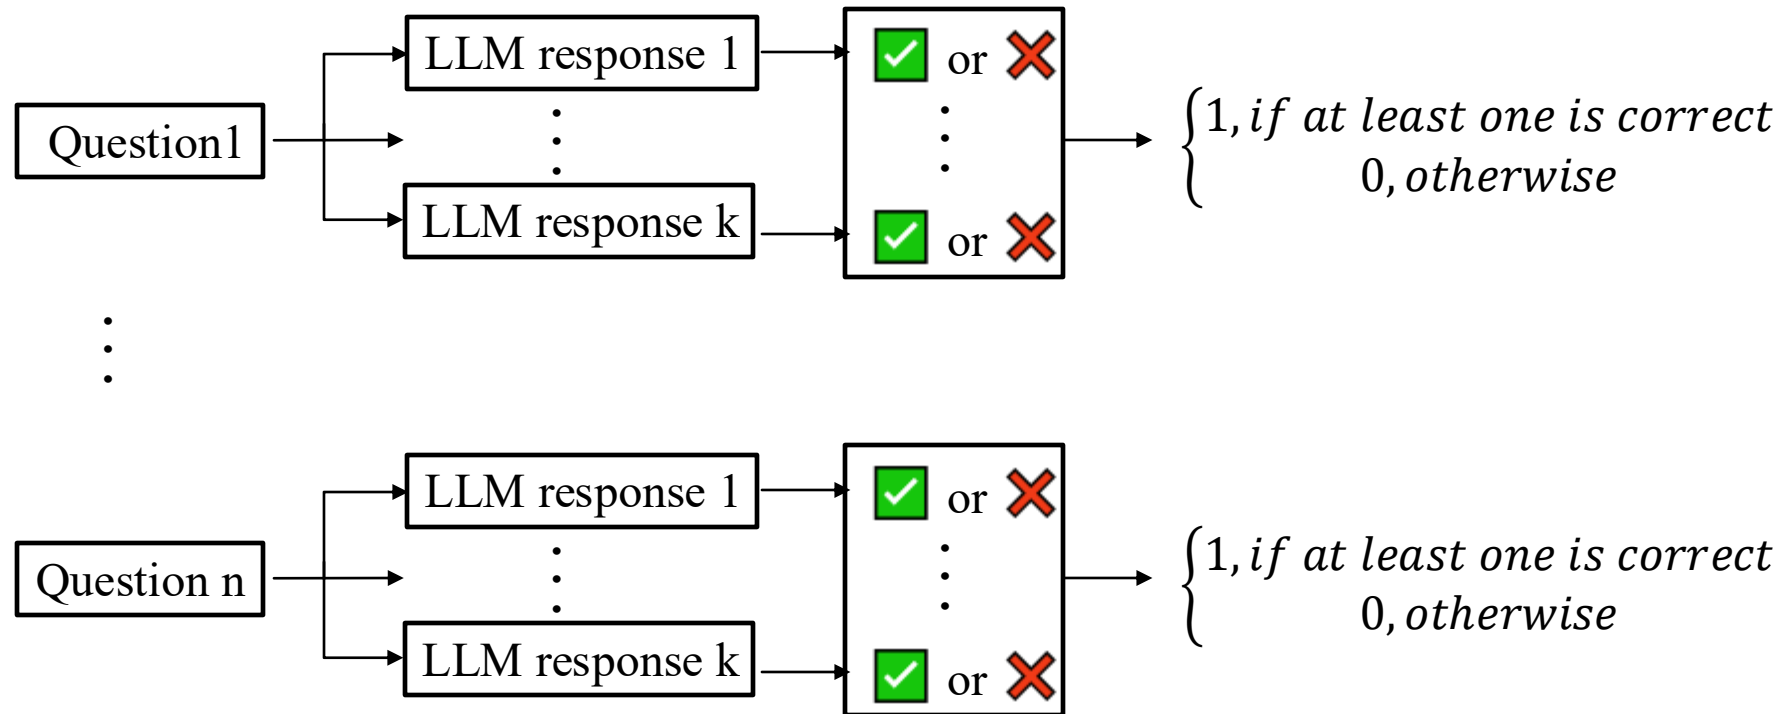 Question1
LLM response 1
LLM response k
or
or
{1, if at least one is correct
0, otherwise
Question n
LLM response 1
LLM response k
or
or
{1, if at least one is correct
0, otherwise